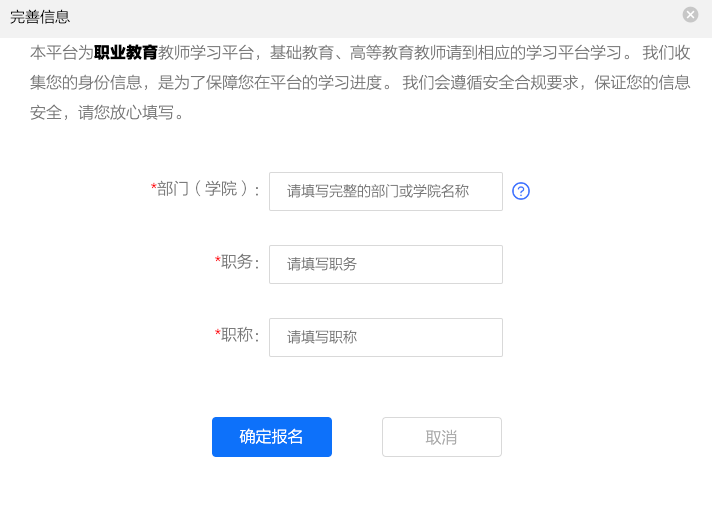 完善信息
本平台为职业教育教师学习平台，基础教育、高等教育教师请到相应的学习平台学习。我们收
集您的身份信息，是为了保障您在平台的学习进度。我们会遵循安全合规要求，保证您的信息
安全，请您放心填写。
*部门（学院）： 请填写完整的部门或学院名称 ?
*职务： 请填写职务
*职称： 请填写职称
确定报名 取消